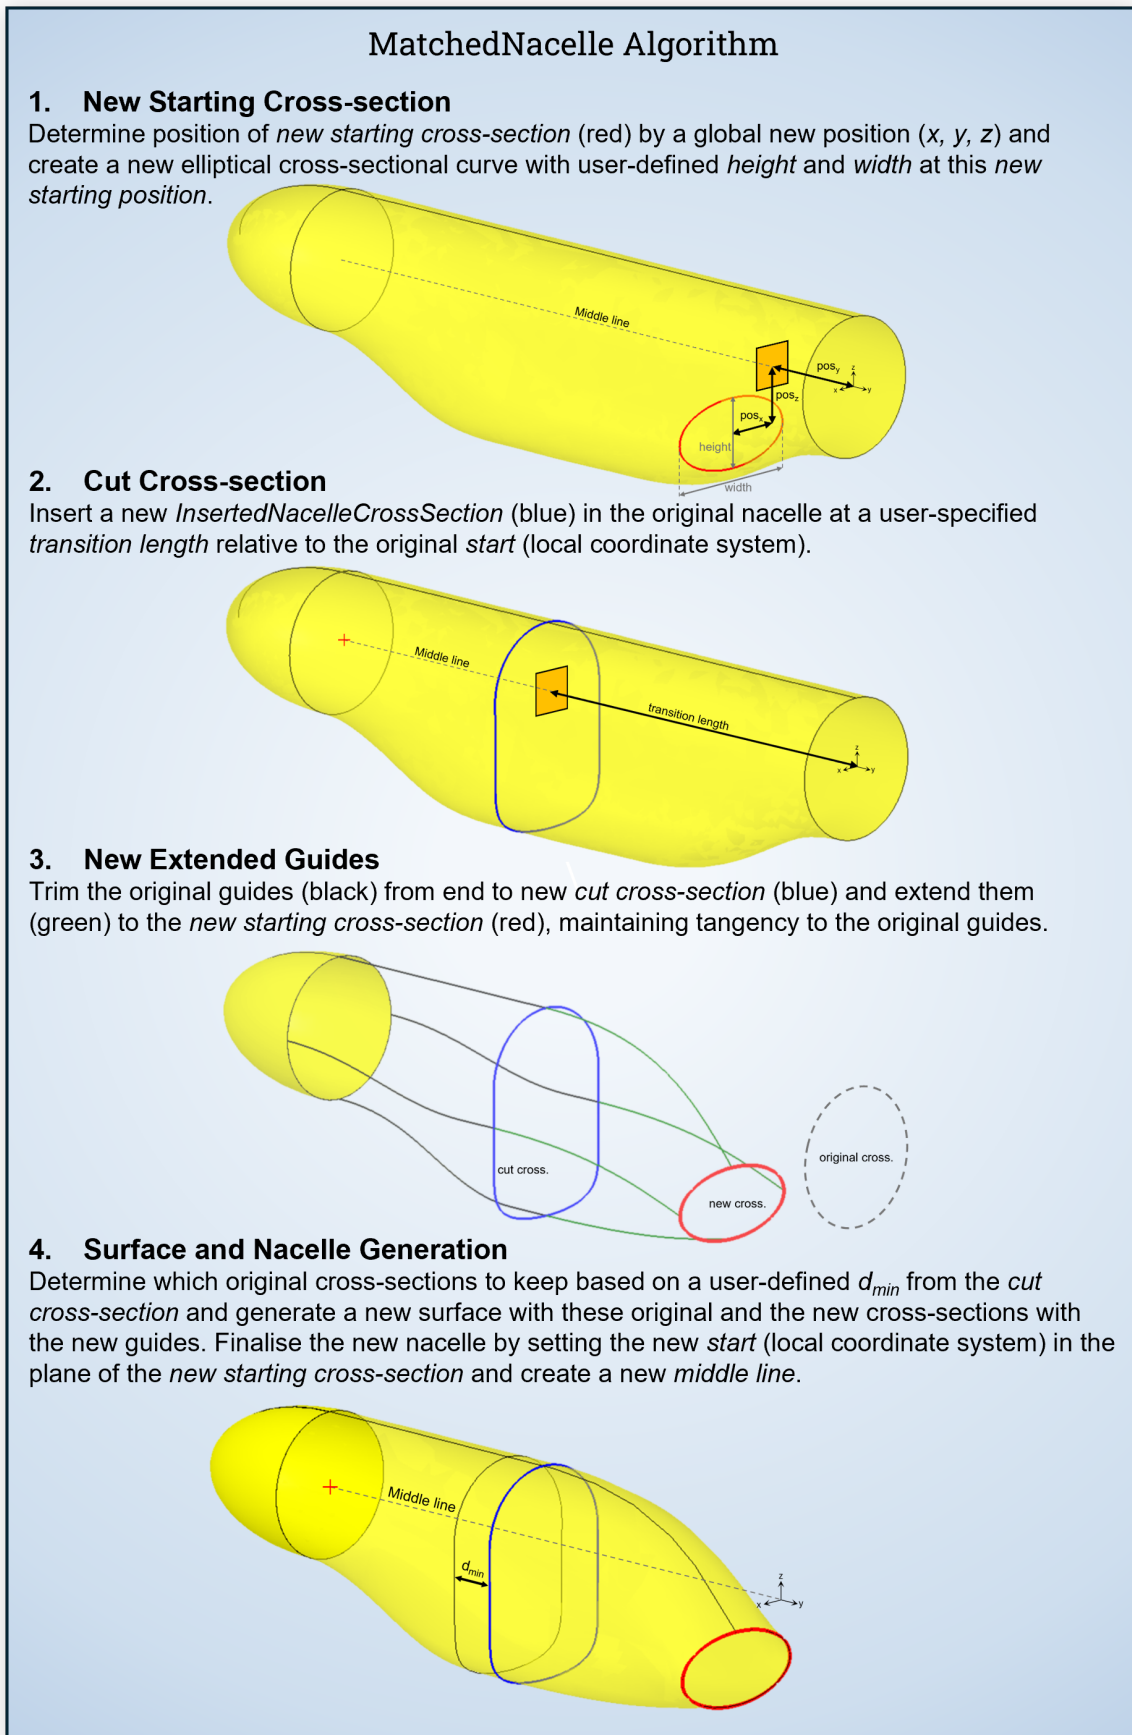 MatchedNacelle Algorithm
1. New Starting Cross-section
Determine position of new starting cross-section (red) by a global new position (x, y, z) and
create a new elliptical cross-sectional curve with user-defined height and width at this new
starting position.
Middle line
pos_y
z
x
y
pos_z
pos_x
height
width
2. Cut Cross-section
Insert a new InsertedNacelleCrossSection (blue) in the original nacelle at a user-specified
transition length relative to the original start (local coordinate system).
Middle line
transition length
z
x
y
3. New Extended Guides
Trim the original guides (black) from end to new cut cross-section (blue) and extend them
(green) to the new starting cross-section (red), maintaining tangency to the original guides.
original cross.
cut cross.
new cross.
4. Surface and Nacelle Generation
Determine which original cross-sections to keep based on a user-defined d_min from the cut
cross-section and generate a new surface with these original and the new cross-sections with
the new guides. Finalise the new nacelle by setting the new start (local coordinate system) in the
plane of the new starting cross-section and create a new middle line.
Middle line
d_min
z
x
y